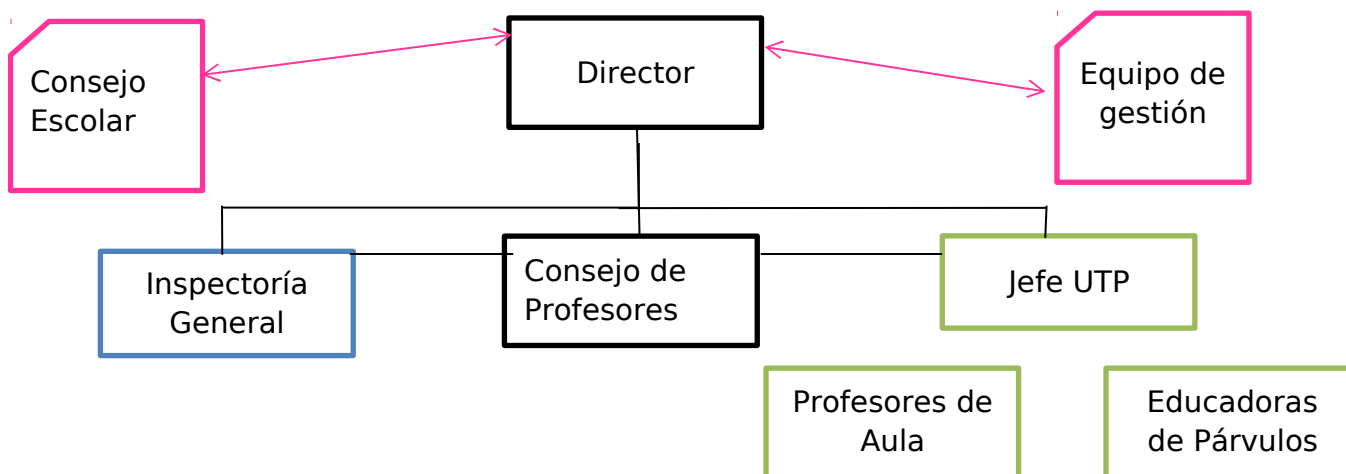 Consejo
Escolar
Director
Equipo de
gestión
Inspectoría
General
Consejo de
Profesores
Jefe UTP
Profesores de
Aula
Educadoras
de Párvulos